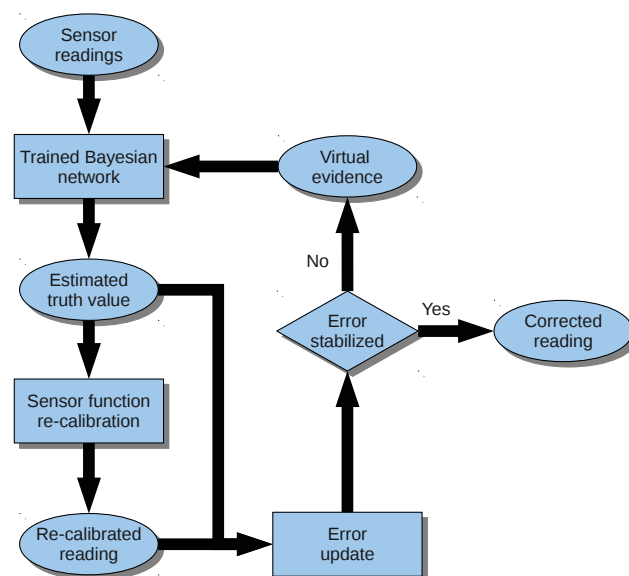 Sensor
readings
Trained Bayesian
network
Virtual
evidence
Estimated
truth value
No
Error
stabilized
Yes
Corrected
reading
Sensor function
re-calibration
Re-calibrated
reading
Error
update